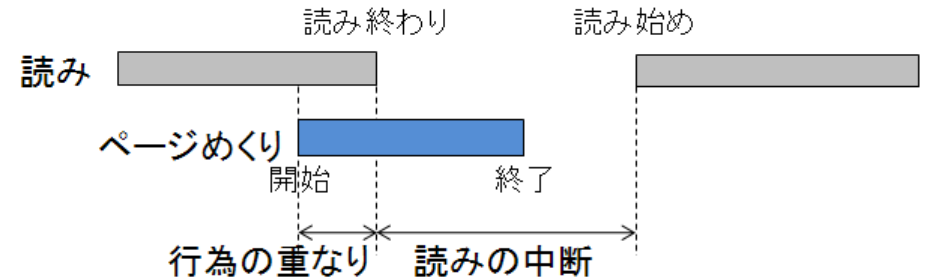 読み終わり 読み始め
読み
ページめくり
開始 終了
行為の重なり 読みの中断